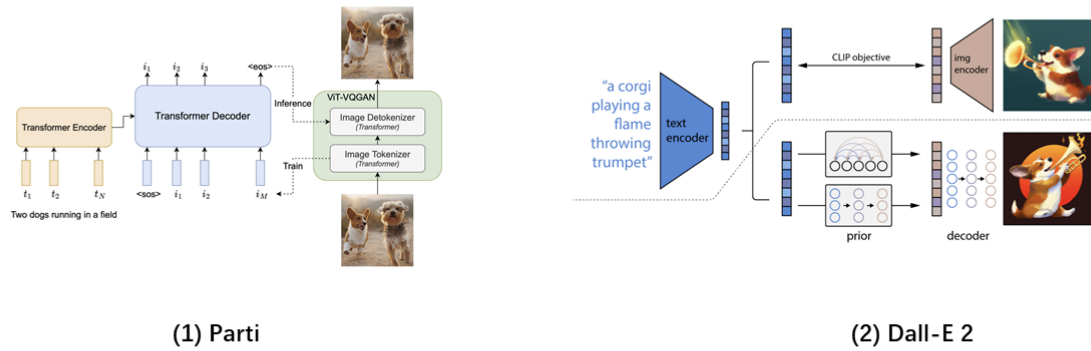 i1 i2 i3 <eos>
Inference
ViT-VQGAN
Image Detokenizer
(Transformer)
Transformer Encoder
Transformer Decoder
Train
Image Tokenizer
(Transformer)
t1 t2 tN
<sos> i1 i2 iM
Two dogs running in a field
(1) Parti
"a corgi
playing a
flame
throwing
trumpet"
text
encoder
CLIP objective
img
encoder
prior
decoder
(2) Dall-E 2